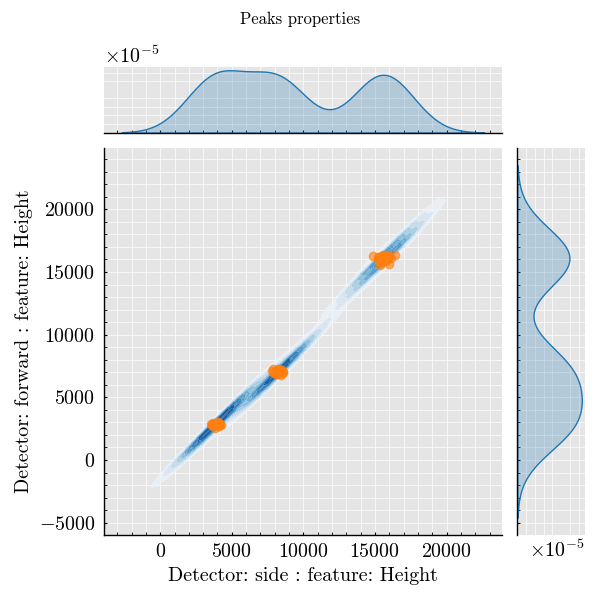 Peaks properties
×10⁻⁵
20000
15000
10000
5000
0
−5000
Detector: forward : feature: Height
0 5000 10000 15000 20000
×10⁻⁵
Detector: side : feature: Height